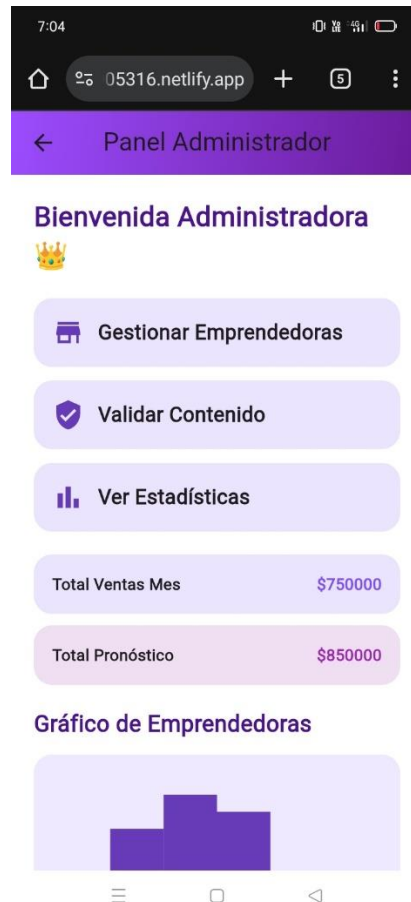 7:04
4G
05316.netlify.app
5
Panel Administrador
Bienvenida Administradora
Gestionar Emprendedoras
Validar Contenido
Ver Estadísticas
Total Ventas Mes $750000
Total Pronóstico $850000
Gráfico de Emprendedoras